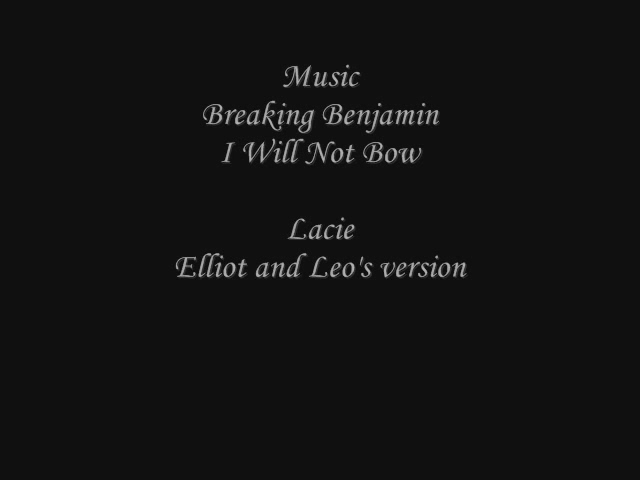 Music
Breaking Benjamin
I Will Not Bow
Lacie
Elliot and Leo's version